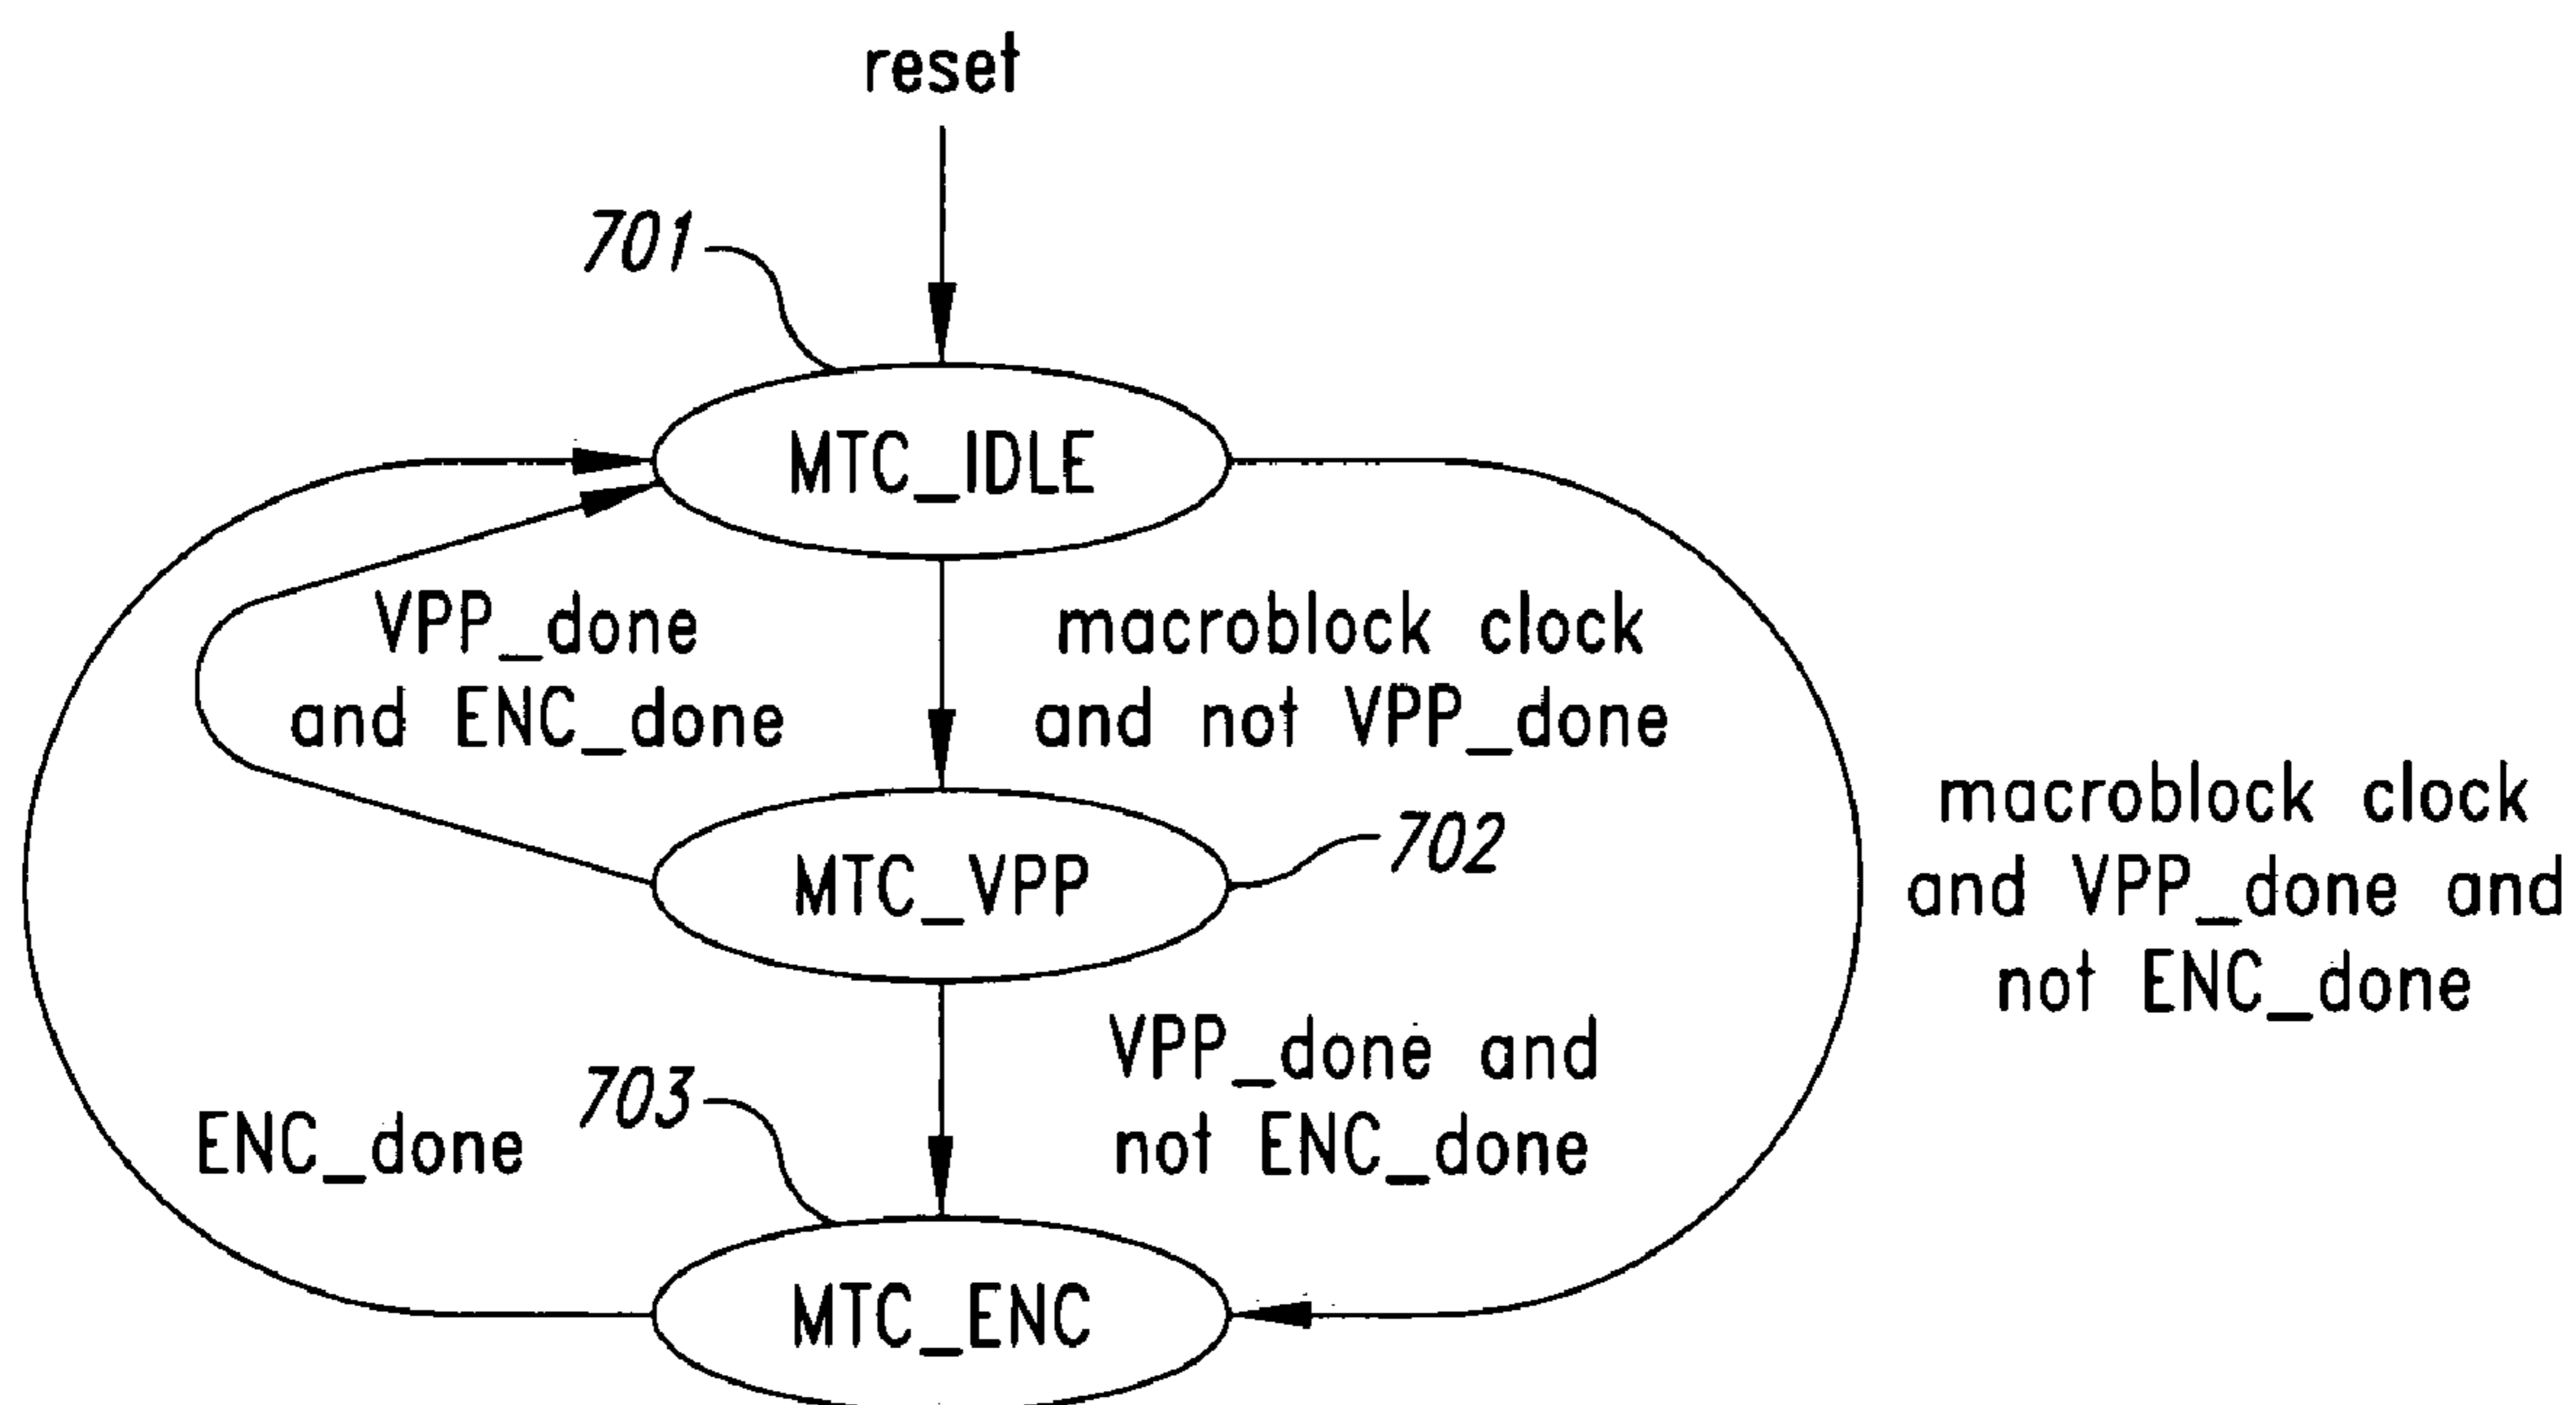 reset
701
MTC_IDLE
VPP_done
and ENC_done
macroblock clock
and not VPP_done
macroblock clock
and VPP_done and
not ENC_done
702
MTC_VPP
VPP_done and
not ENC_done
703
ENC_done
MTC_ENC